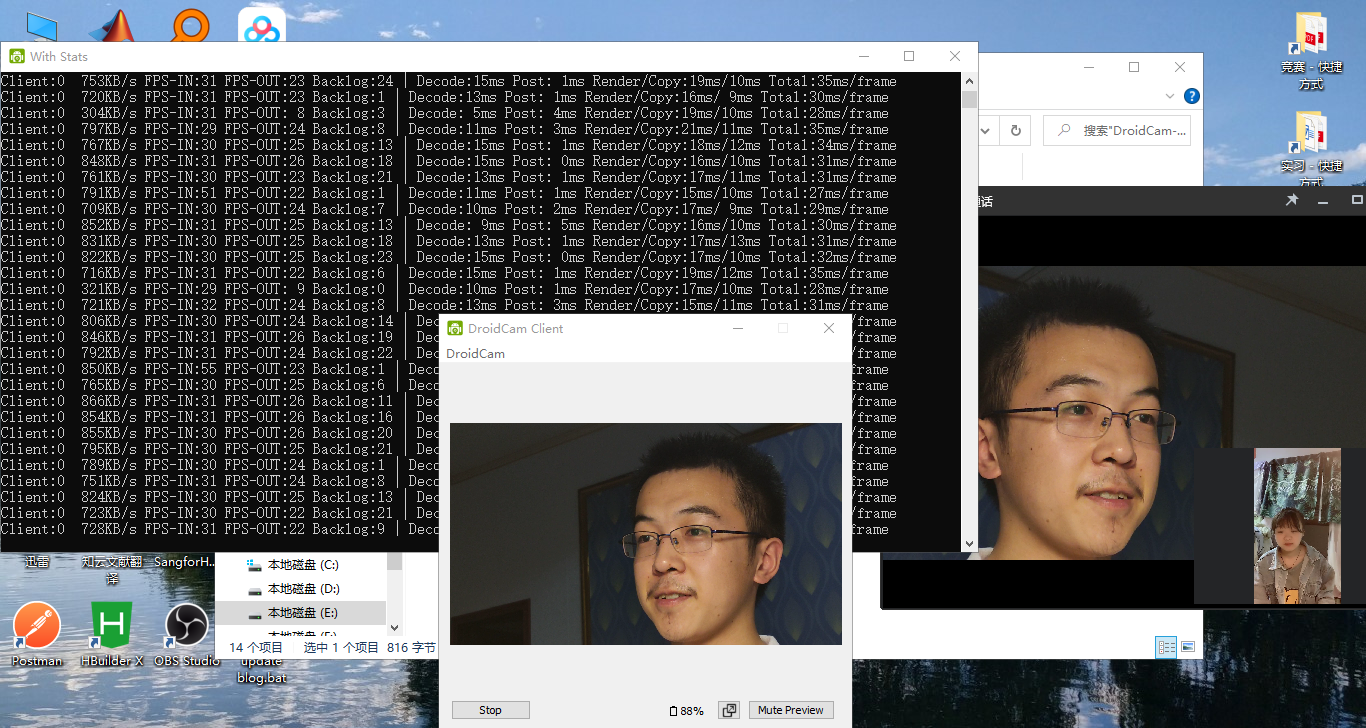 With Stats
Client:0  753KB/s FPS-IN:31 FPS-OUT:23 Backlog:24 | Decode:15ms Post: 1ms Render/Copy:19ms/10ms Total:35ms/frame
Client:0  720KB/s FPS-IN:31 FPS-OUT:23 Backlog:1 | Decode:13ms Post: 1ms Render/Copy:16ms/ 9ms Total:30ms/frame
Client:0  304KB/s FPS-IN:31 FPS-OUT: 8 Backlog:3 | Decode: 5ms Post: 4ms Render/Copy:19ms/10ms Total:28ms/frame
Client:0  797KB/s FPS-IN:29 FPS-OUT:24 Backlog:8 | Decode:11ms Post: 3ms Render/Copy:21ms/11ms Total:35ms/frame
Client:0  767KB/s FPS-IN:30 FPS-OUT:25 Backlog:13 | Decode:15ms Post: 1ms Render/Copy:18ms/12ms Total:34ms/frame
Client:0  848KB/s FPS-IN:31 FPS-OUT:26 Backlog:18 | Decode:15ms Post: 0ms Render/Copy:16ms/10ms Total:31ms/frame
Client:0  761KB/s FPS-IN:30 FPS-OUT:23 Backlog:21 | Decode:13ms Post: 1ms Render/Copy:17ms/11ms Total:31ms/frame
Client:0  791KB/s FPS-IN:51 FPS-OUT:22 Backlog:1 | Decode:11ms Post: 1ms Render/Copy:15ms/10ms Total:27ms/frame
Client:0  709KB/s FPS-IN:30 FPS-OUT:24 Backlog:7 | Decode:10ms Post: 2ms Render/Copy:17ms/ 9ms Total:29ms/frame
Client:0  852KB/s FPS-IN:31 FPS-OUT:25 Backlog:13 | Decode: 9ms Post: 5ms Render/Copy:16ms/10ms Total:30ms/frame
Client:0  831KB/s FPS-IN:30 FPS-OUT:25 Backlog:18 | Decode:13ms Post: 1ms Render/Copy:17ms/13ms Total:31ms/frame
Client:0  822KB/s FPS-IN:30 FPS-OUT:25 Backlog:23 | Decode:15ms Post: 0ms Render/Copy:17ms/10ms Total:32ms/frame
Client:0  716KB/s FPS-IN:31 FPS-OUT:22 Backlog:6 | Decode:15ms Post: 1ms Render/Copy:19ms/12ms Total:35ms/frame
Client:0  321KB/s FPS-IN:29 FPS-OUT: 9 Backlog:0 | Decode:10ms Post: 1ms Render/Copy:17ms/10ms Total:28ms/frame
Client:0  721KB/s FPS-IN:32 FPS-OUT:24 Backlog:8 | Decode:13ms Post: 3ms Render/Copy:15ms/11ms Total:31ms/frame
Client:0  806KB/s FPS-IN:30 FPS-OUT:24 Backlog:14 | Dec s/frame
Client:0  846KB/s FPS-IN:31 FPS-OUT:26 Backlog:19 | Dec s/frame
Client:0  792KB/s FPS-IN:31 FPS-OUT:24 Backlog:22 | Dec s/frame
Client:0  850KB/s FPS-IN:55 FPS-OUT:23 Backlog:1 | Deco /frame
Client:0  765KB/s FPS-IN:30 FPS-OUT:25 Backlog:6 | Deco /frame
Client:0  866KB/s FPS-IN:31 FPS-OUT:26 Backlog:11 | Dec s/frame
Client:0  854KB/s FPS-IN:31 FPS-OUT:26 Backlog:16 | Dec s/frame
Client:0  855KB/s FPS-IN:30 FPS-OUT:26 Backlog:20 | Dec s/frame
Client:0  795KB/s FPS-IN:30 FPS-OUT:25 Backlog:21 | Dec s/frame
Client:0  789KB/s FPS-IN:30 FPS-OUT:24 Backlog:1 | Deco /frame
Client:0  751KB/s FPS-IN:31 FPS-OUT:24 Backlog:8 | Deco /frame
Client:0  824KB/s FPS-IN:31 FPS-OUT:25 Backlog:13 | Dec s/frame
Client:0  723KB/s FPS-IN:30 FPS-OUT:22 Backlog:21 | Dec s/frame
Client:0  728KB/s FPS-IN:31 FPS-OUT:22 Backlog:9 | Deco /frame
搜索"DroidCam-...
竞赛 - 快捷
方式
实习 - 快捷
方式
话
DroidCam Client
DroidCam
Stop
88%
Mute Preview
迅雷
知云文献翻
译
SangforH...
本地磁盘 (C:)
本地磁盘 (D:)
本地磁盘 (E:)
14 个项目
选中 1 个项目
816 字节
Postman
HBuilder X
OBS Studio
update
blog.bat